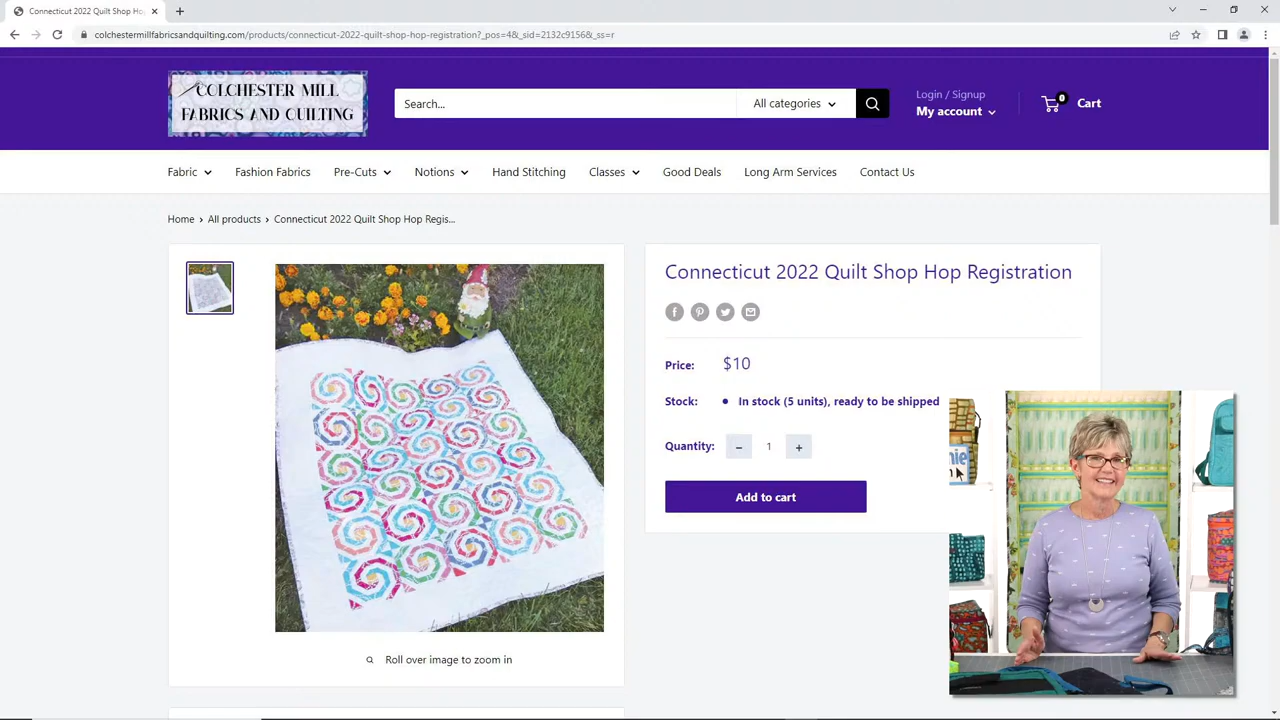 Connecticut 2022 Quilt Shop Hop
colchestermillfabricsandquilting.com/products/connecticut-2022-quilt-shop-hop-registration?_pos=4&_sid=2132c9156&_ss=r
COLCHESTER MILL
FABRICS AND QUILTING
Search...
All categories
Login / Signup
My account
0
Cart
Fabric
Fashion Fabrics
Pre-Cuts
Notions
Hand Stitching
Classes
Good Deals
Long Arm Services
Contact Us
Home > All products > Connecticut 2022 Quilt Shop Hop Regis...
Connecticut 2022 Quilt Shop Hop Registration
Price: $10
Stock: • In stock (5 units), ready to be shipped
Quantity: − 1 +
Add to cart
Roll over image to zoom in